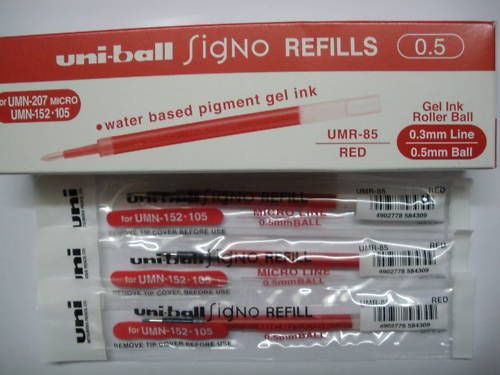 uni-ball SigNO REFILLS 0.5
for UMN-207 MICRO
UMN-152·105
•water based pigment gel ink
UMR-85
RED
Gel Ink
Roller Ball
0.3mm Line
0.5mm Ball
uni
uni-ball SigNO REFILL
UMR-85 RED
for UMN-152·105
MICRO LINE
0.5mmBALL
REMOVE TIP COVER BEFORE USE
4902778 584309
uni
uni-ball SigNO REFILL
UMR-85 RED
for UMN-152·105
MICRO LINE
0.5mmBALL
REMOVE TIP COVER BEFORE USE
4902778 584309
uni
uni-ball SigNO REFILL
UMR-85 RED
for UMN-152·105
0.5mmBALL
REMOVE TIP COVER BEFORE USE
4902778 584309